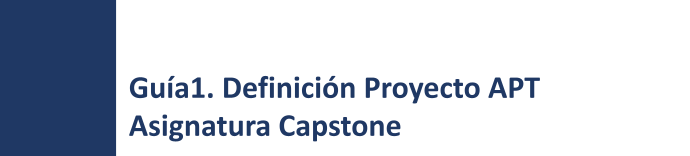 Guía1. Definición Proyecto APT
Asignatura Capstone